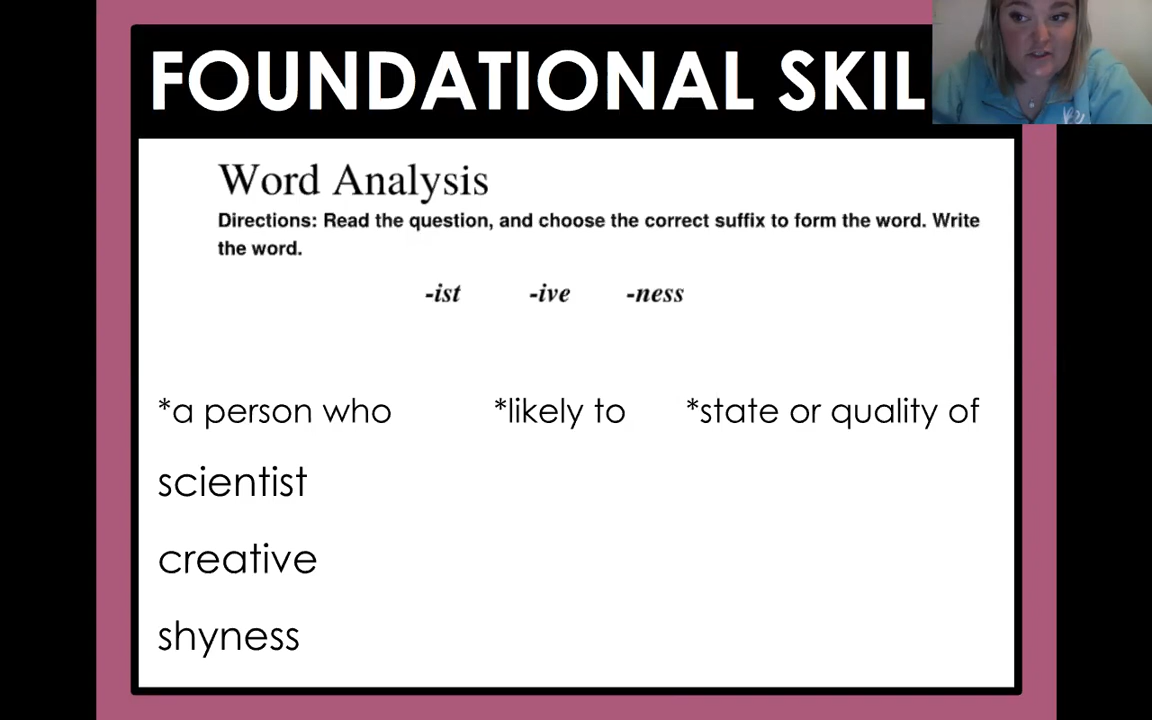 FOUNDATIONAL SKIL
Word Analysis
Directions: Read the question, and choose the correct suffix to form the word. Write
the word.
-ist -ive -ness
*a person who *likely to *state or quality of
scientist
creative
shyness